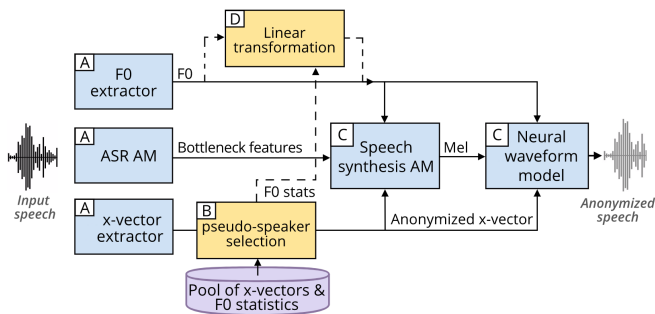 D
Linear
transformation
A
F0
extractor
F0
A
ASR AM
Bottleneck features
C
Speech
synthesis AM
Mel
C
Neural
waveform
model
Input
speech
Anonymized
speech
F0 stats
A
x-vector
extractor
B
pseudo-speaker
selection
Anonymized x-vector
Pool of x-vectors &
F0 statistics